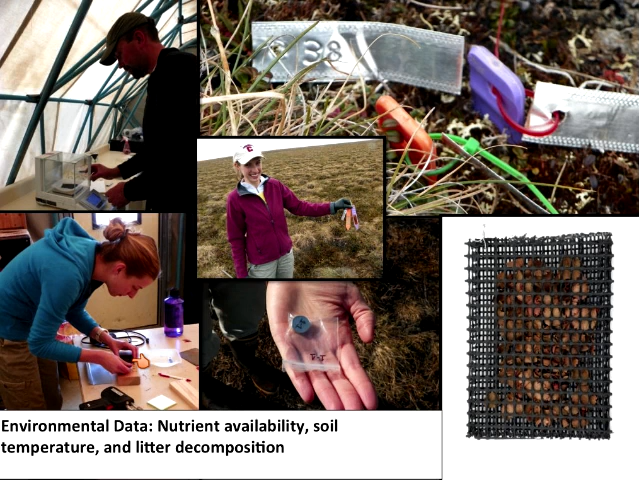 38
Environmental Data: Nutrient availability, soil
temperature, and litter decomposition